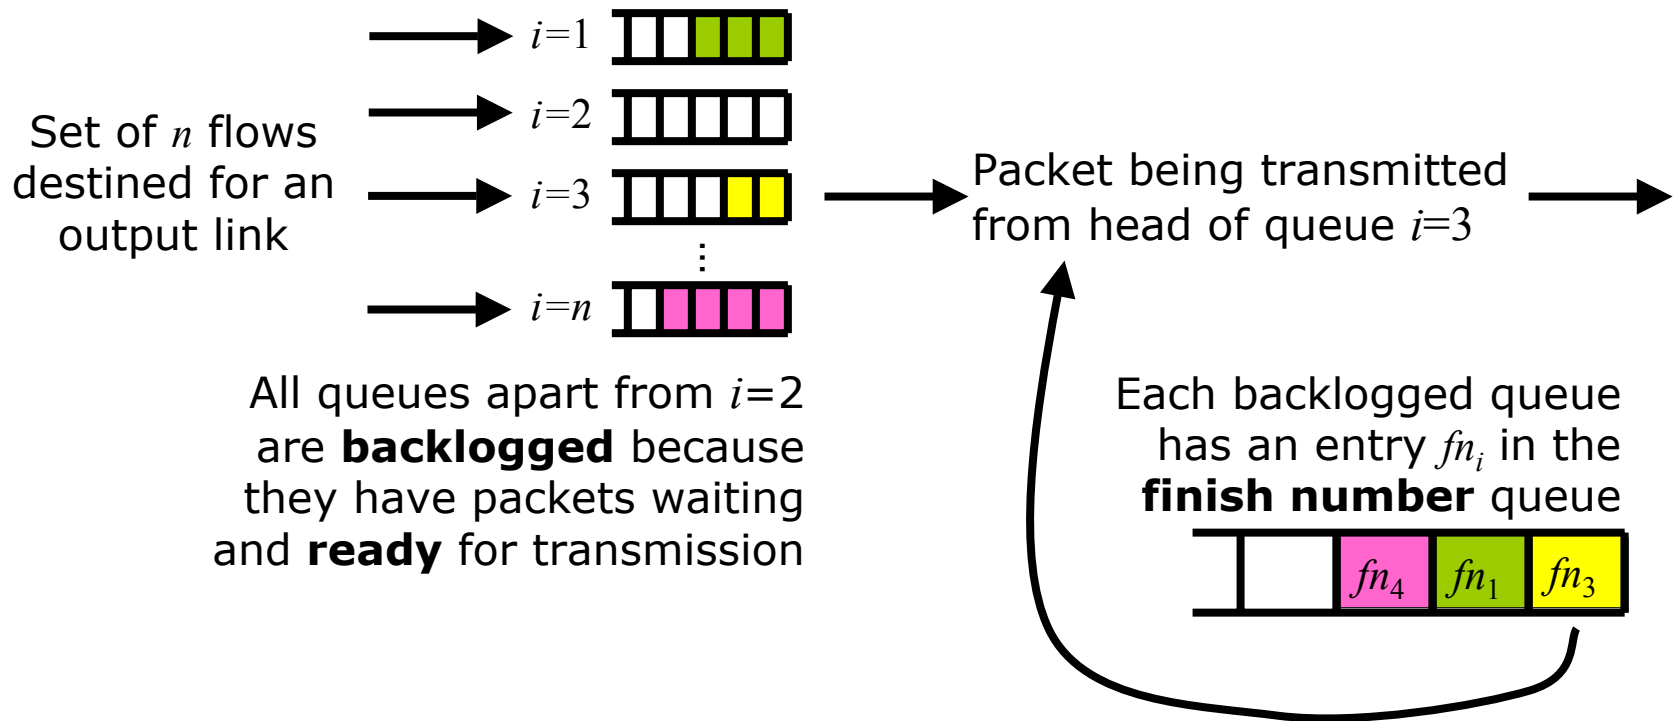 i=1
i=2
i=3
⋮
i=n
Set of n flows
destined for an
output link
Packet being transmitted
from head of queue i=3
All queues apart from i=2
are backlogged because
they have packets waiting
and ready for transmission
Each backlogged queue
has an entry fnᵢ in the
finish number queue
fn₄ fn₁ fn₃